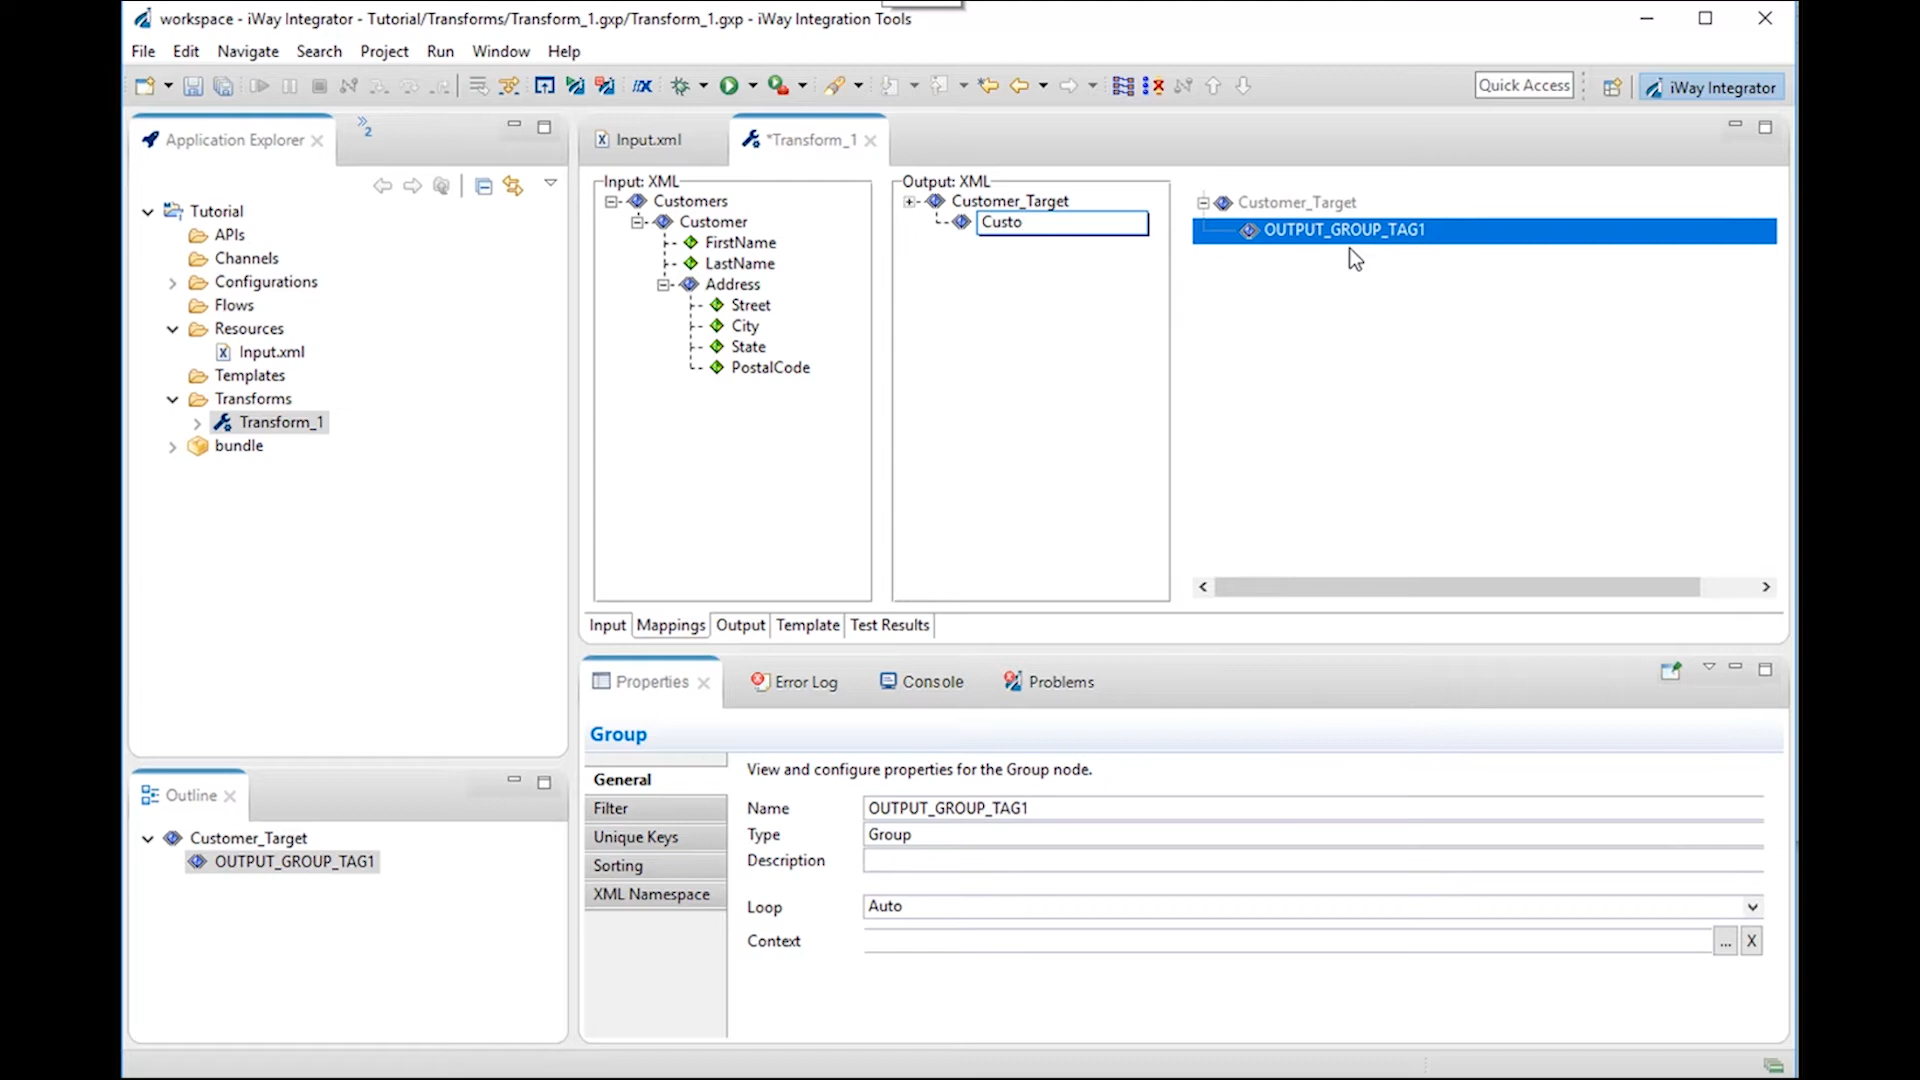 workspace - iWay Integrator - Tutorial/Transforms/Transform_1.gxp/Transform_1.gxp - iWay Integration Tools
File Edit Navigate Search Project Run Window Help
Quick Access
iWay Integrator
Application Explorer
2
Tutorial
APIs
Channels
Configurations
Flows
Resources
Input.xml
Templates
Transforms
Transform_1
bundle
Outline
Customer_Target
OUTPUT_GROUP_TAG1
Input.xml
*Transform_1
Input: XML
Customers
Customer
FirstName
LastName
Address
Street
City
State
PostalCode
Output: XML
Customer_Target
Custo
Customer_Target
OUTPUT_GROUP_TAG1
Input Mappings Output Template Test Results
Properties Error Log Console Problems
Group
General
Filter
Unique Keys
Sorting
XML Namespace
View and configure properties for the Group node.
Name OUTPUT_GROUP_TAG1
Type Group
Description
Loop Auto
Context ... X